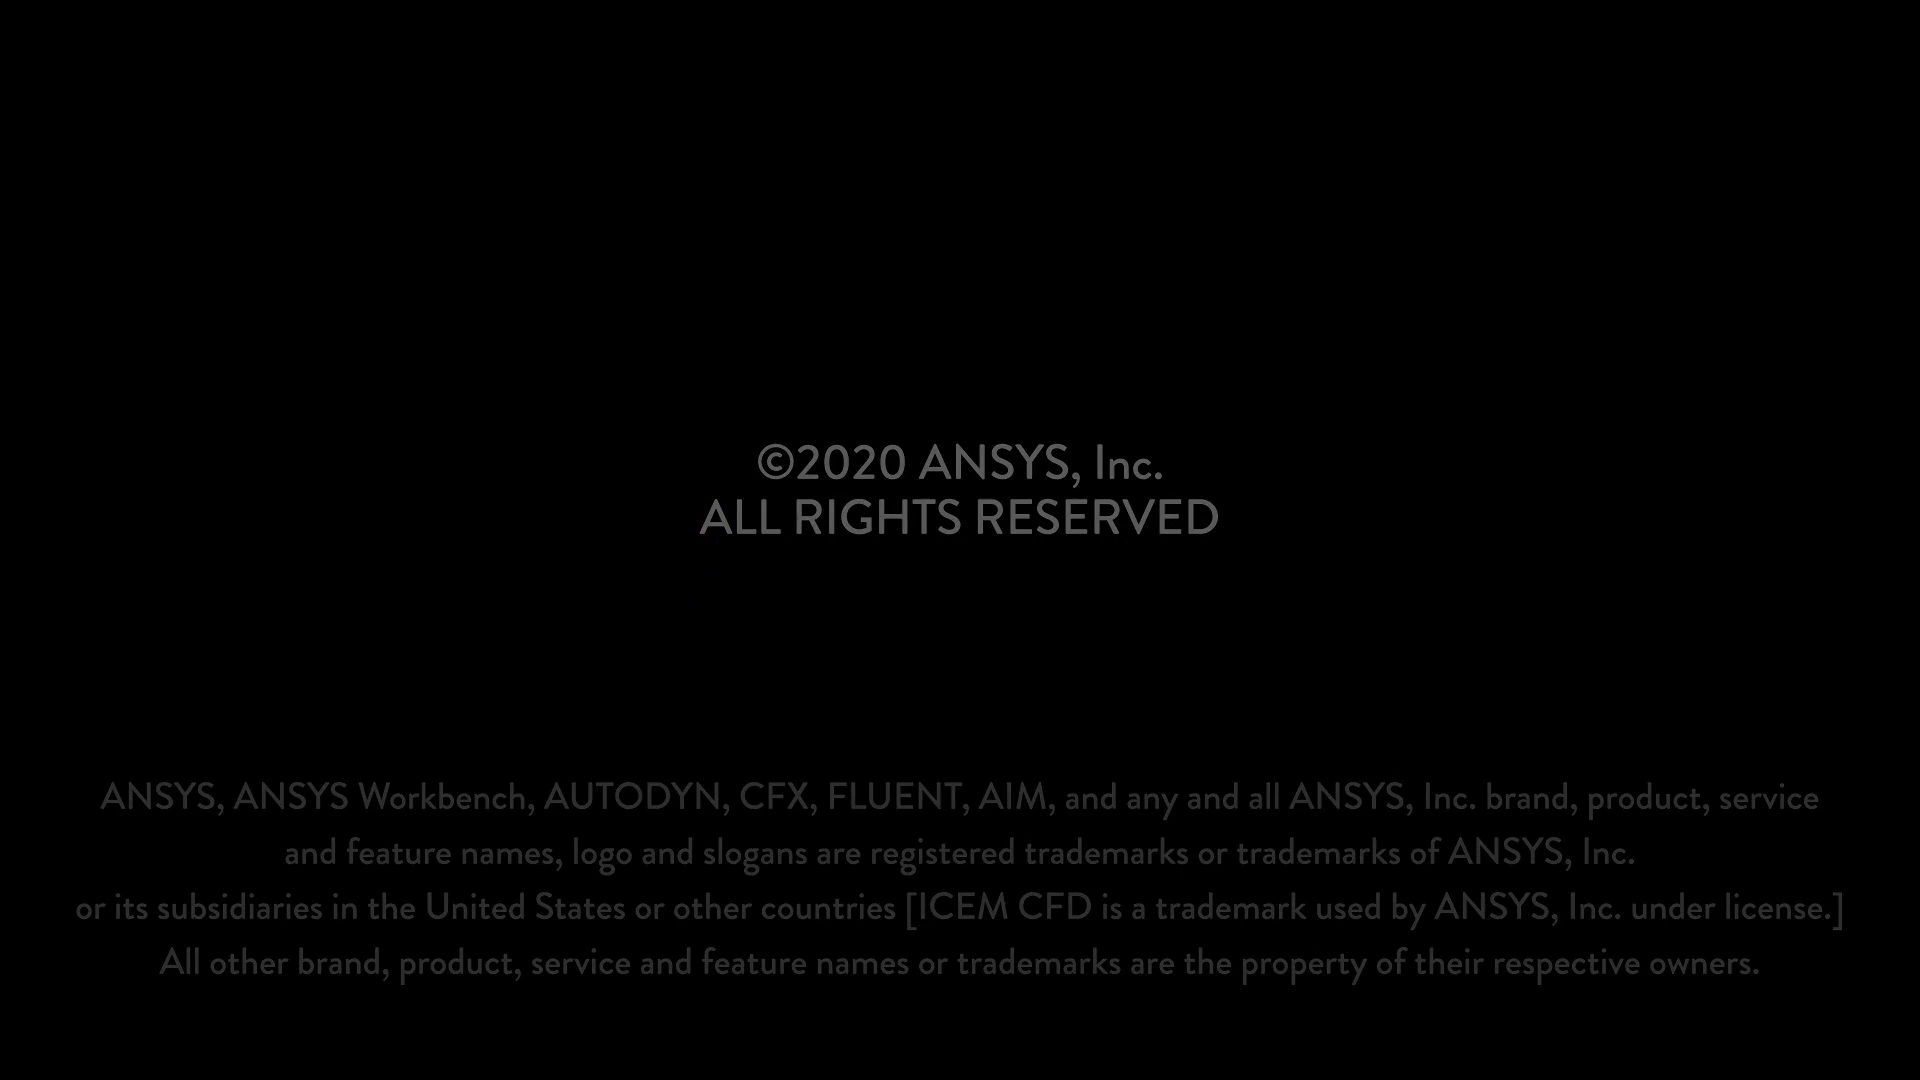 ©2020 ANSYS, Inc.
ALL RIGHTS RESERVED
ANSYS, ANSYS Workbench, AUTODYN, CFX, FLUENT, AIM, and any and all ANSYS, Inc. brand, product, service
and feature names, logo and slogans are registered trademarks or trademarks of ANSYS, Inc.
or its subsidiaries in the United States or other countries [ICEM CFD is a trademark used by ANSYS, Inc. under license.]
All other brand, product, service and feature names or trademarks are the property of their respective owners.